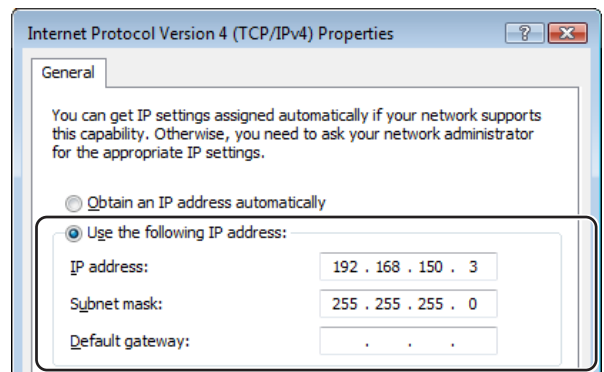 Internet Protocol Version 4 (TCP/IPv4) Properties
General
You can get IP settings assigned automatically if your network supports
this capability. Otherwise, you need to ask your network administrator
for the appropriate IP settings.
Obtain an IP address automatically
Use the following IP address:
IP address: 192 . 168 . 150 . 3
Subnet mask: 255 . 255 . 255 . 0
Default gateway: . . .